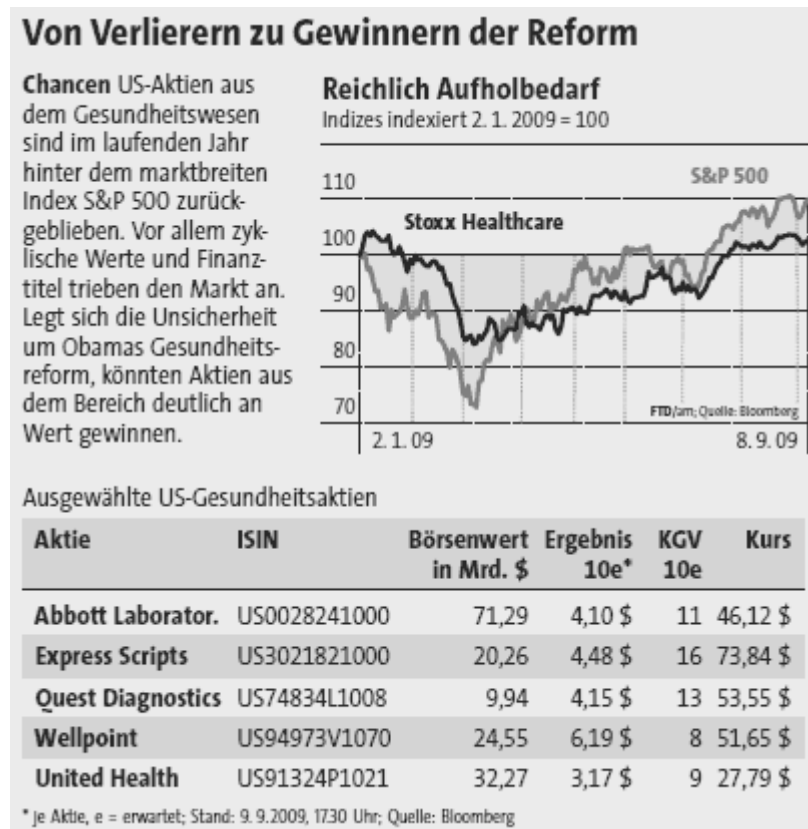 Von Verlierern zu Gewinnern der Reform
Chancen US-Aktien aus
dem Gesundheitswesen
sind im laufenden Jahr
hinter dem marktbreiten
Index S&P 500 zurück-
geblieben. Vor allem zyk-
lische Werte und Finanz-
titel trieben den Markt an.
Legt sich die Unsicherheit
um Obamas Gesundheits-
reform, könnten Aktien aus
dem Bereich deutlich an
Wert gewinnen.
Reichlich Aufholbedarf
Indizes indexiert 2. 1. 2009 = 100
S&P 500
110
Stoxx Healthcare
100
90
80
70
FTD/am; Quelle: Bloomberg
2. 1. 09 8. 9. 09
Ausgewählte US-Gesundheitsaktien
Aktie ISIN Börsenwert Ergebnis KGV Kurs
in Mrd. $ 10e* 10e
Abbott Laborator. US0028241000 71,29 4,10 $ 11 46,12 $
Express Scripts US3021821000 20,26 4,48 $ 16 73,84 $
Quest Diagnostics US74834L1008 9,94 4,15 $ 13 53,55 $
Wellpoint US94973V1070 24,55 6,19 $ 8 51,65 $
United Health US91324P1021 32,27 3,17 $ 9 27,79 $
* je Aktie, e = erwartet; Stand: 9. 9. 2009, 17.30 Uhr; Quelle: Bloomberg